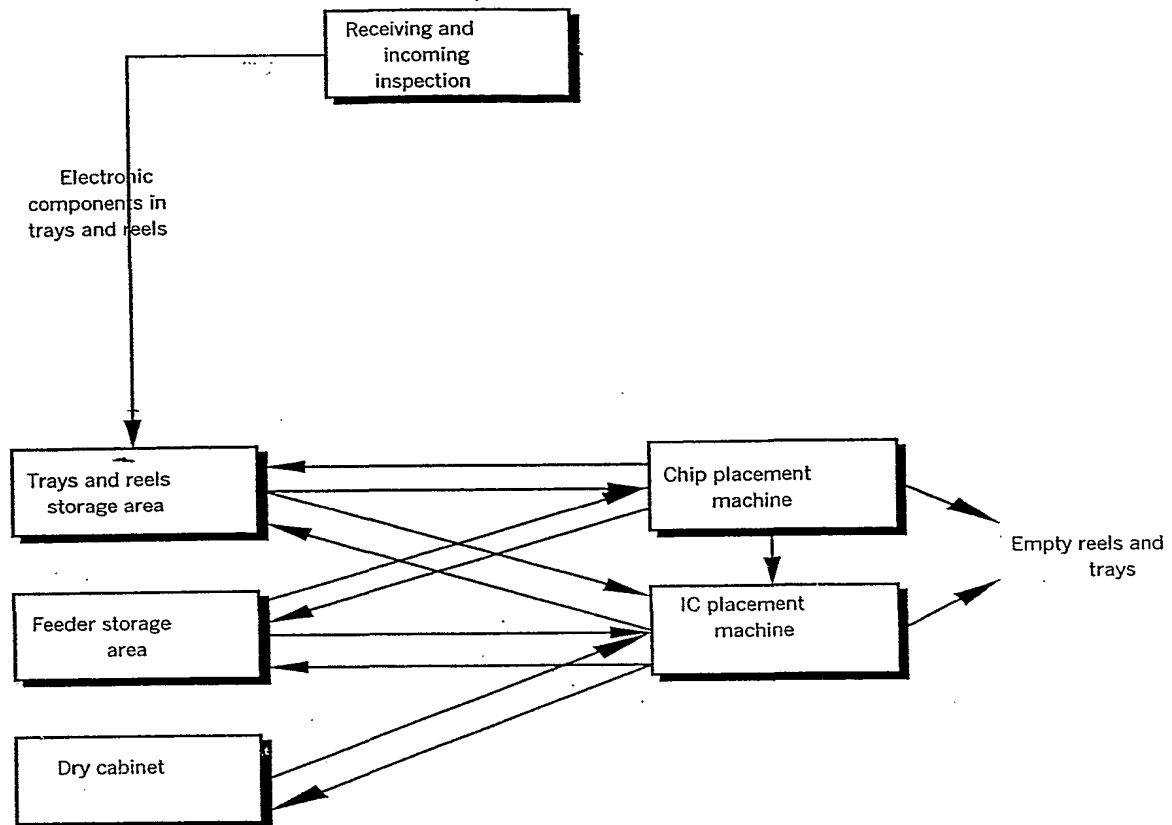 Receiving and
incoming
inspection
Electronic
components in
trays and reels
Trays and reels
storage area
Chip placement
machine
Empty reels and
trays
Feeder storage
area
IC placement
machine
Dry cabinet